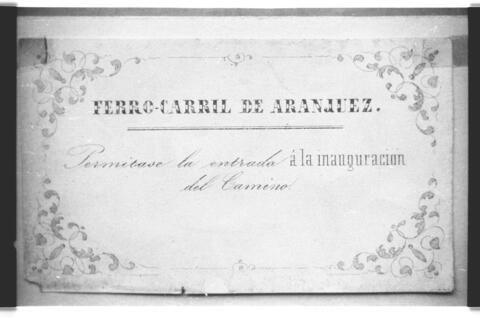 FERRO-CARRIL DE ARANJUEZ.
Permitase la entrada á la inauguracion
del Camino.